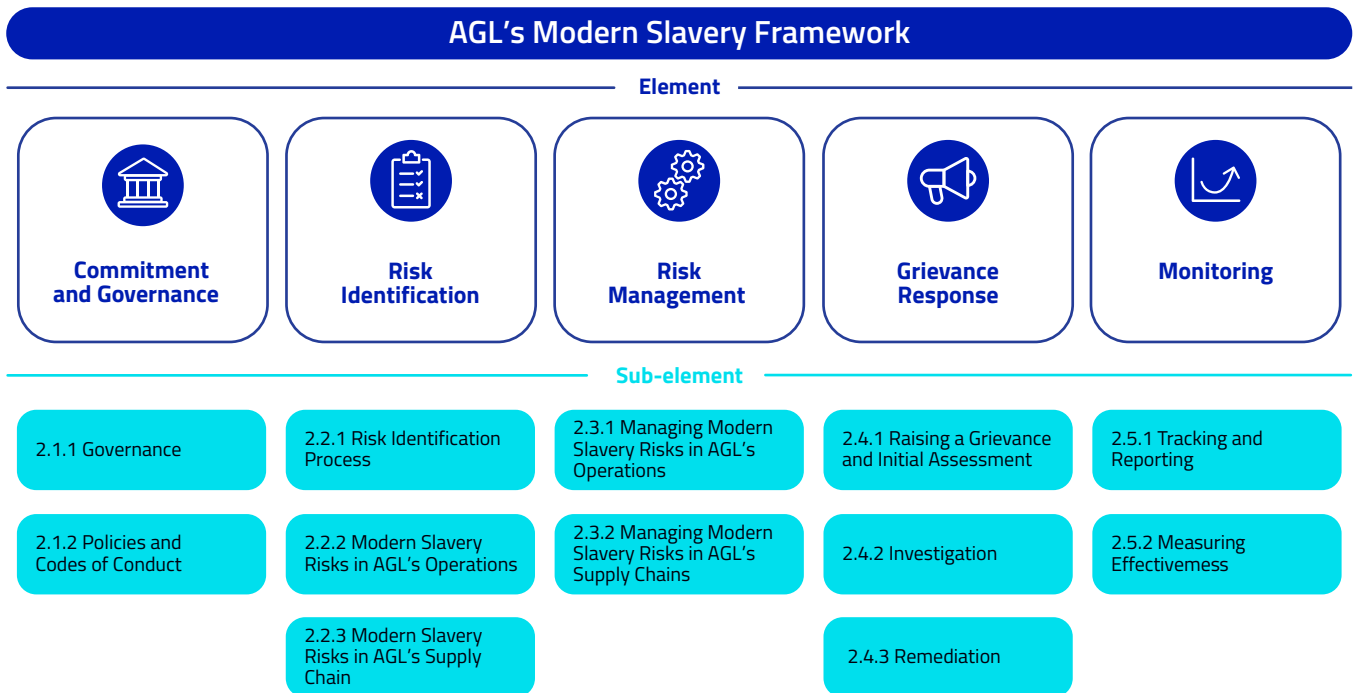 AGL's Modern Slavery Framework
Element
Commitment
and Governance
Risk
Identification
Risk
Management
Grievance
Response
Monitoring
Sub-element
2.1.1 Governance
2.2.1 Risk Identification
Process
2.3.1 Managing Modern
Slavery Risks in AGL's
Operations
2.4.1 Raising a Grievance
and Initial Assessment
2.5.1 Tracking and
Reporting
2.1.2 Policies and
Codes of Conduct
2.2.2 Modern Slavery
Risks in AGL's Operations
2.3.2 Managing Modern
Slavery Risks in AGL's
Supply Chains
2.4.2 Investigation
2.5.2 Measuring
Effectivemess
2.2.3 Modern Slavery
Risks in AGL's Supply
Chain
2.4.3 Remediation